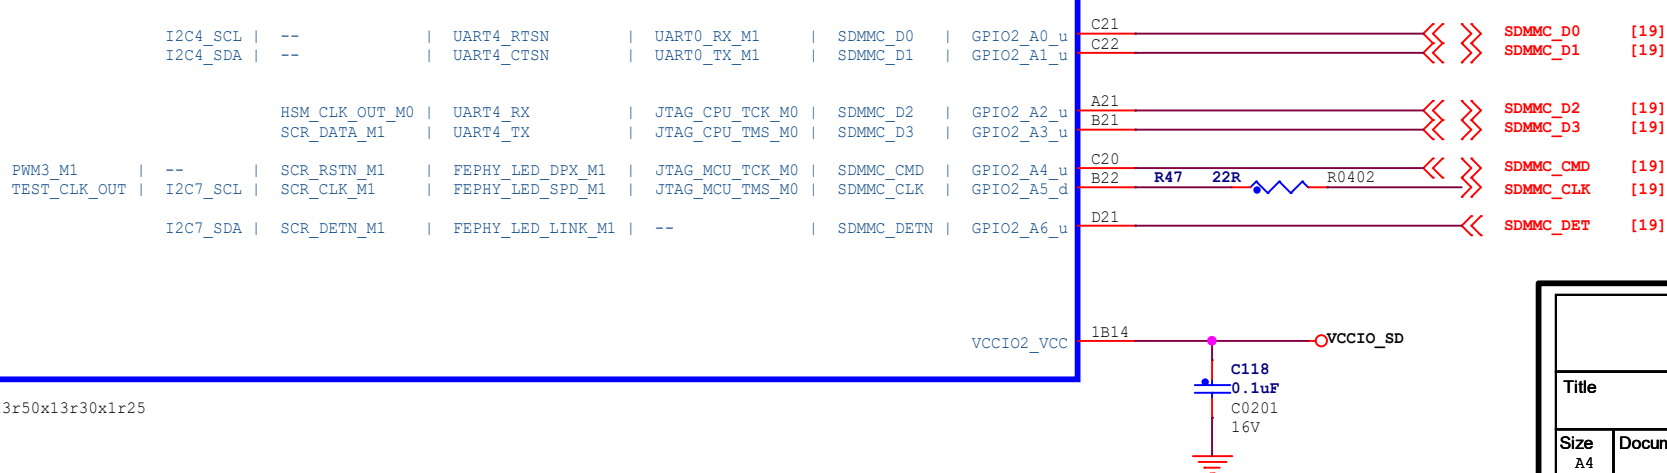 C21
I2C4_SCL | -- | UART4_RTSN | UART0_RX_M1 | SDMMC_D0 | GPIO2_A0_u SDMMC_D0 [19]
C22
I2C4_SDA | -- | UART4_CTSN | UART0_TX_M1 | SDMMC_D1 | GPIO2_A1_u SDMMC_D1 [19]
A21
HSM_CLK_OUT_M0 | UART4_RX | JTAG_CPU_TCK_M0 | SDMMC_D2 | GPIO2_A2_u SDMMC_D2 [19]
B21
SCR_DATA_M1 | UART4_TX | JTAG_CPU_TMS_M0 | SDMMC_D3 | GPIO2_A3_u SDMMC_D3 [19]
C20
PWM3_M1 | -- | SCR_RSTN_M1 | FEPHY_LED_DPX_M1 | JTAG_MCU_TCK_M0 | SDMMC_CMD | GPIO2_A4_u SDMMC_CMD [19]
B22 R47 22R R0402
TEST_CLK_OUT | I2C7_SCL | SCR_CLK_M1 | FEPHY_LED_SPD_M1 | JTAG_MCU_TMS_M0 | SDMMC_CLK | GPIO2_A5_d SDMMC_CLK [19]
D21
I2C7_SDA | SCR_DETN_M1 | FEPHY_LED_LINK_M1 | -- | SDMMC_DETN | GPIO2_A6_u SDMMC_DET [19]
1B14
VCCIO2_VCC VCCIO_SD
C118
0.1uF
C0201
16V
3r50x13r30x1r25
Title
Size Docum
A4